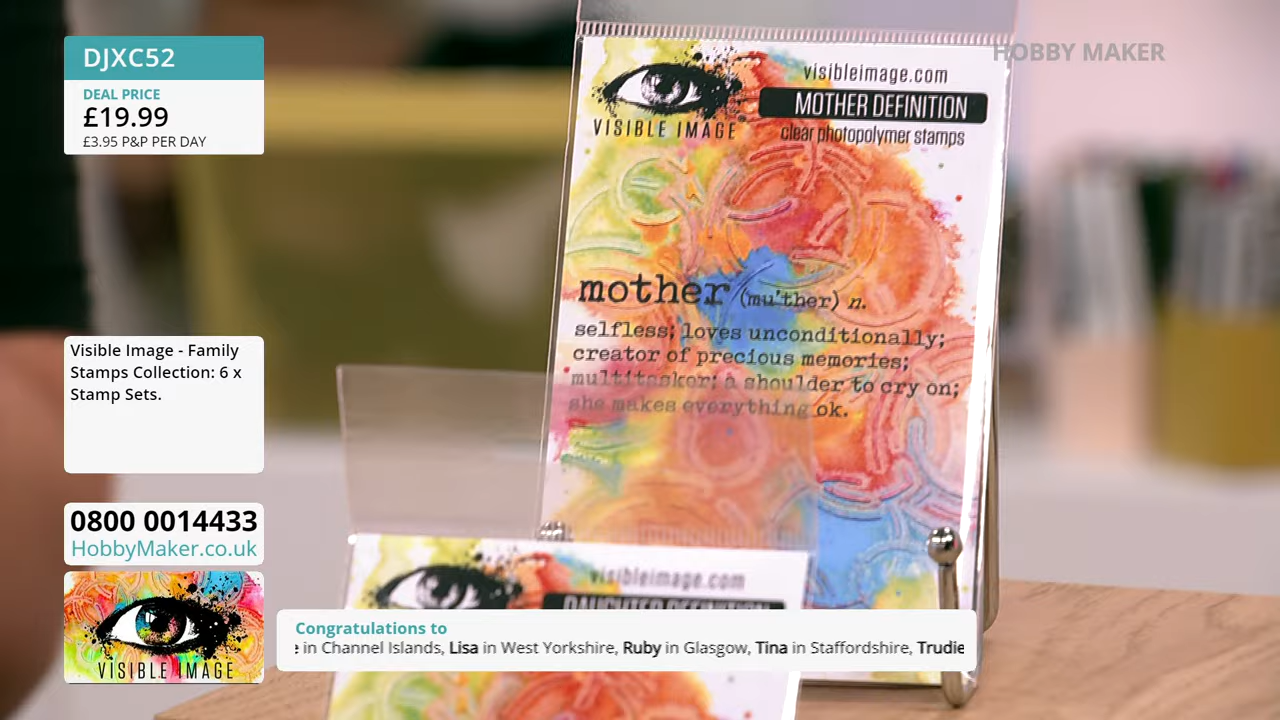 DJXC52
DEAL PRICE
£19.99
£3.95 P&P PER DAY
HOBBY MAKER
visibleimage.com
MOTHER DEFINITION
clear photopolymer stamps
VISIBLE IMAGE
mother (mu'ther) n.
selfless; loves unconditionally;
creator of precious memories;
multitasker; a shoulder to cry on;
she makes everything ok.
Visible Image - Family
Stamps Collection: 6 x
Stamp Sets.
0800 0014433
HobbyMaker.co.uk
VISIBLE IMAGE
visibleimage.com
DAUGHTER DEFINITION
Congratulations to
in Channel Islands, Lisa in West Yorkshire, Ruby in Glasgow, Tina in Staffordshire, Trudie